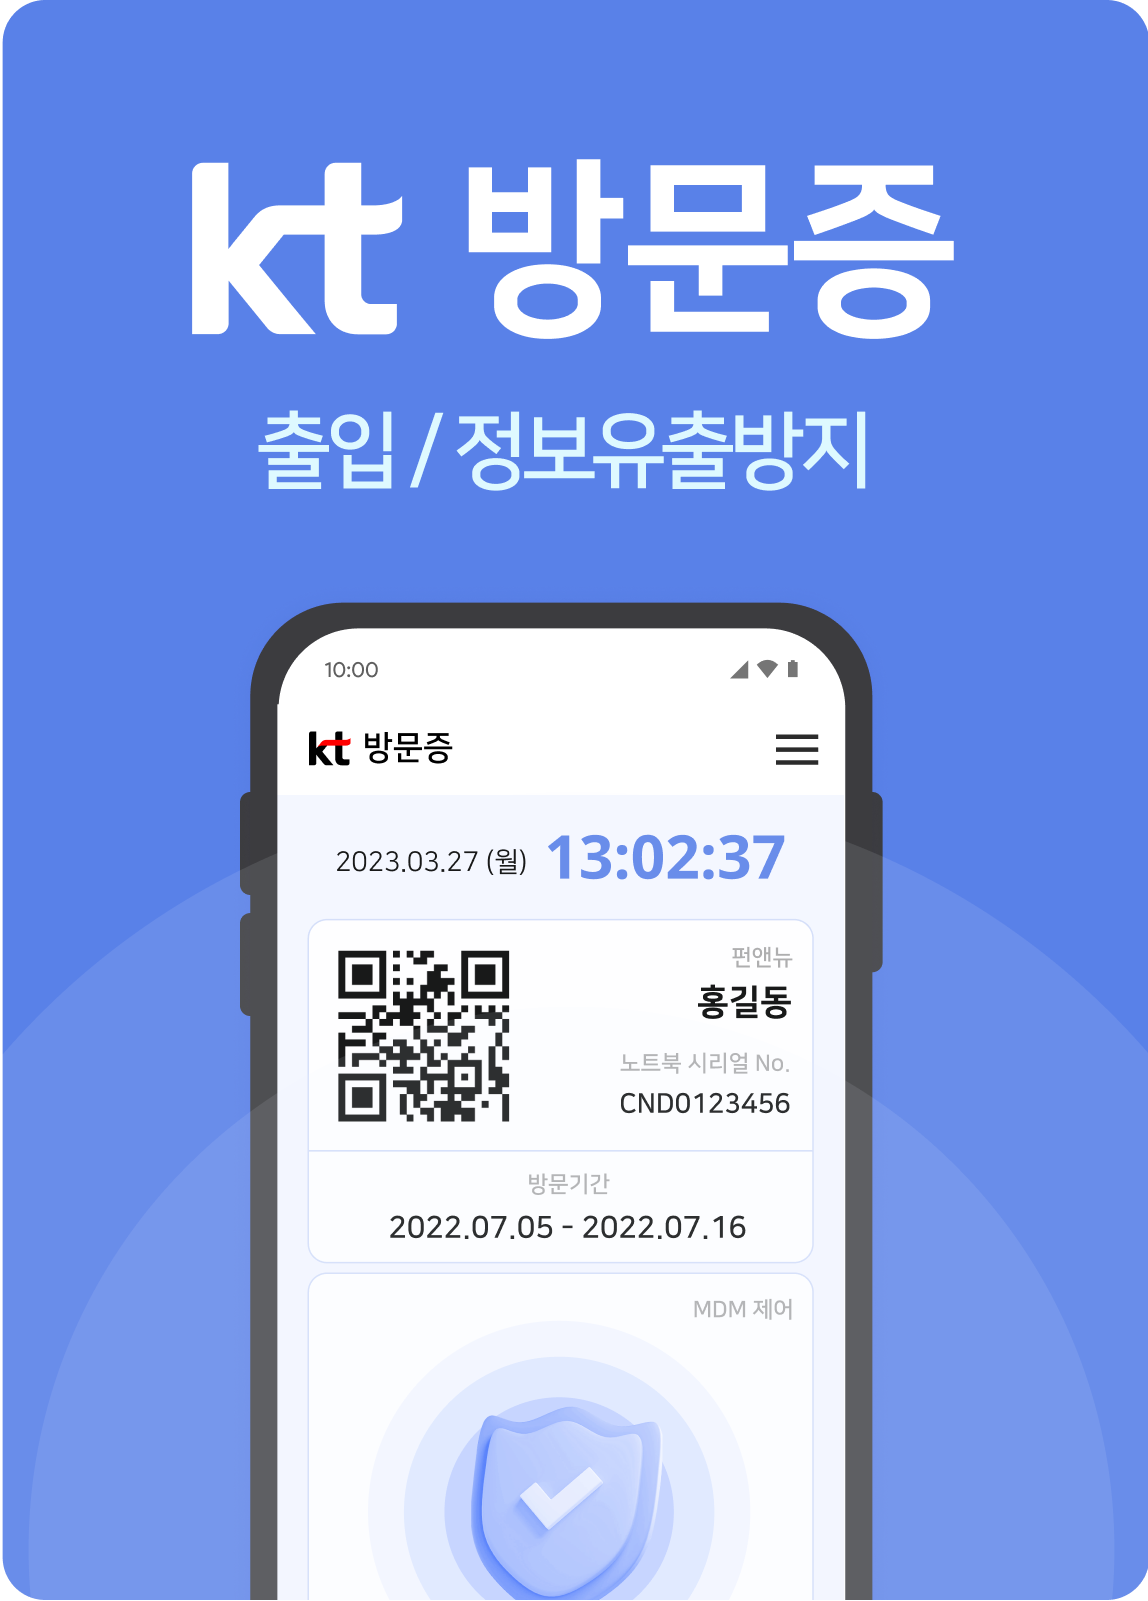 kt 방문증
출입 / 정보유출방지
10:00
kt 방문증
2023.03.27 (월) 13:02:37
펀앤뉴
홍길동
노트북 시리얼 No.
CND0123456
방문기간
2022.07.05 - 2022.07.16
MDM 제어